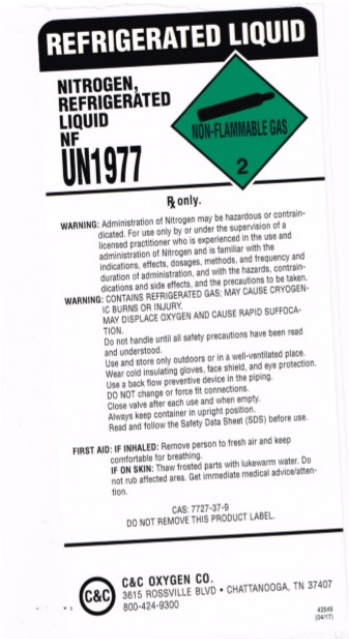 REFRIGERATED LIQUID
NITROGEN,
REFRIGERATED
LIQUID
NF
UN1977
NON-FLAMMABLE GAS
2
℞ only.
WARNING: Administration of Nitrogen may be hazardous or contrain-
dicated. For use only by or under the supervision of a
licensed practitioner who is experienced in the use and
administration of Nitrogen and is familiar with the
indications, effects, dosages, methods, and frequency and
duration of administration, and with the hazards, contrain-
dications and side effects, and the precautions to be taken.
WARNING: CONTAINS REFRIGERATED GAS; MAY CAUSE CRYOGEN-
IC BURNS OR INJURY.
MAY DISPLACE OXYGEN AND CAUSE RAPID SUFFOCA-
TION.
Do not handle until all safety precautions have been read
and understood.
Use and store only outdoors or in a well-ventilated place.
Wear cold insulating gloves, face shield, and eye protection.
Use a back flow preventive device in the piping.
DO NOT change or force fit connections.
Close valve after each use and when empty.
Always keep container in upright position.
Read and follow the Safety Data Sheet (SDS) before use.
FIRST AID: IF INHALED: Remove person to fresh air and keep
comfortable for breathing.
IF ON SKIN: Thaw frosted parts with lukewarm water. Do
not rub affected area. Get immediate medical advice/atten-
tion.
CAS: 7727-37-9
DO NOT REMOVE THIS PRODUCT LABEL.
C&C
C&C OXYGEN CO.
3615 ROSSVILLE BLVD • CHATTANOOGA, TN 37407
800-424-9300
(04/17)